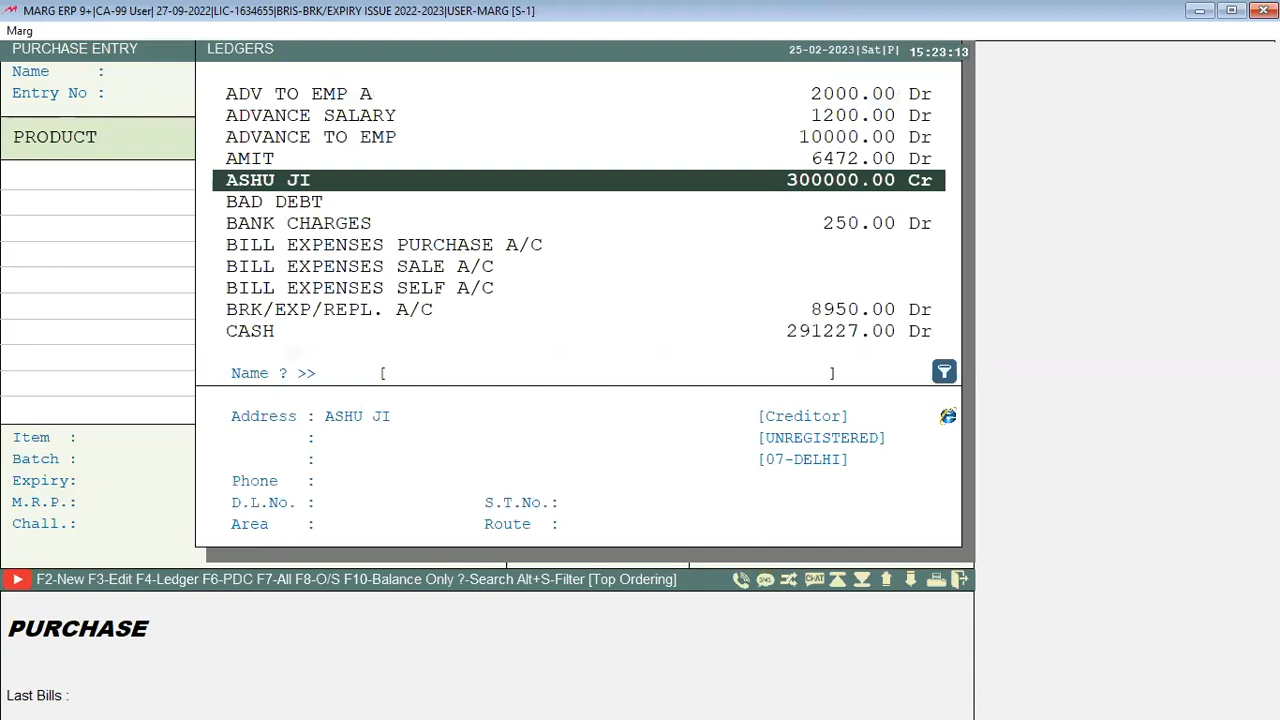 MARG ERP 9+|CA-99 User| 27-09-2022|LIC-1634655|BRIS-BRK/EXPIRY ISSUE 2022-2023|USER-MARG [S-1]
Marg
PURCHASE ENTRY
Name :
Entry No :
PRODUCT
Item :
Batch :
Expiry:
M.R.P.:
Chall.:
LEDGERS 25-02-2023|Sat|P| 15:23:13
ADV TO EMP A 2000.00 Dr
ADVANCE SALARY 1200.00 Dr
ADVANCE TO EMP 10000.00 Dr
AMIT 6472.00 Dr
ASHU JI 300000.00 Cr
BAD DEBT
BANK CHARGES 250.00 Dr
BILL EXPENSES PURCHASE A/C
BILL EXPENSES SALE A/C
BILL EXPENSES SELF A/C
BRK/EXP/REPL. A/C 8950.00 Dr
CASH 291227.00 Dr
Name ? >> [ ]
Address : ASHU JI [Creditor]
: [UNREGISTERED]
: [07-DELHI]
Phone :
D.L.No. : S.T.No.:
Area : Route :
F2-New F3-Edit F4-Ledger F6-PDC F7-All F8-O/S F10-Balance Only ?-Search Alt+S-Filter [Top Ordering]
SMS CHAT
PURCHASE
Last Bills :